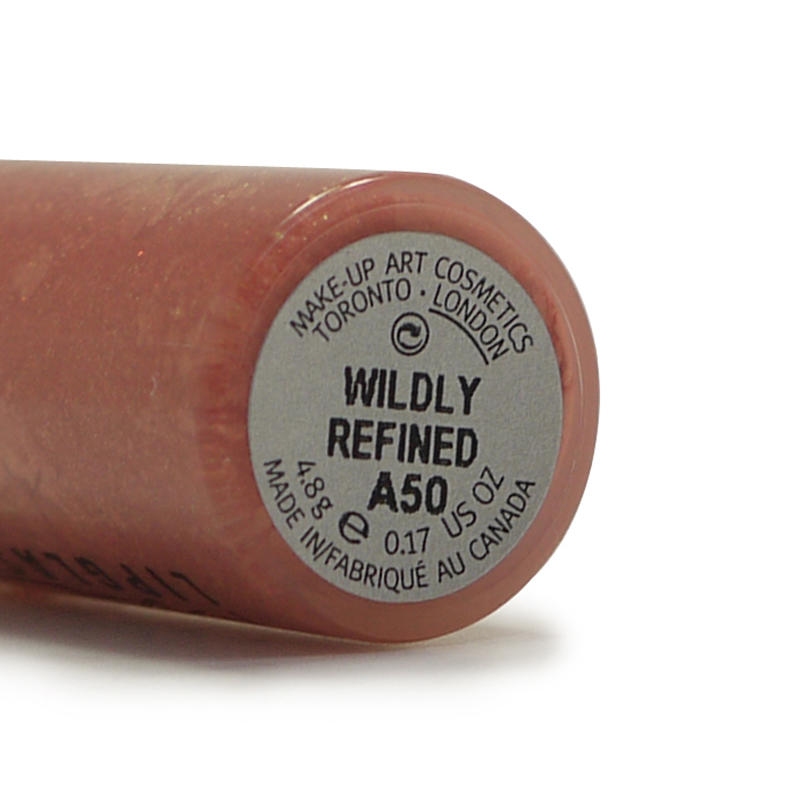 MAKE-UP ART COSMETICS
TORONTO · LONDON
WILDLY
REFINED
A50
4.8 g e 0.17 US OZ
MADE IN/FABRIQUÉ AU CANADA